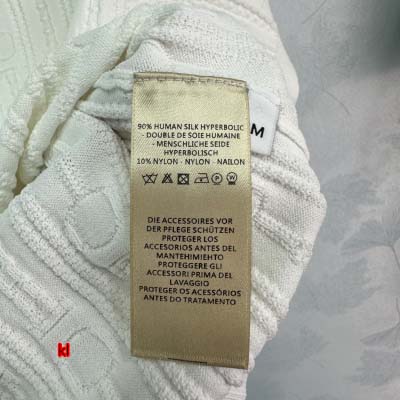 90% HUMAN SILK HYPERBOLIC
- DOUBLE DE SOIE HUMAINE
- MENSCHLICHE SEIDE
HYPERBOLISCH
10% NYLON - NYLON - NAILON
M
DIE ACCESSOIRES VOR
DER PFLEGE SCHÜTZEN
PROTEGER LOS
ACCESORIOS ANTES DEL
MANTEHIMIEHTO
PROTEGGERE GLI
ACCESSORI PRIMA DEL
LAVAGGIO
PROTEGER OS ACESSÓRIOS
ANTES DO TRATAMENTO
kl